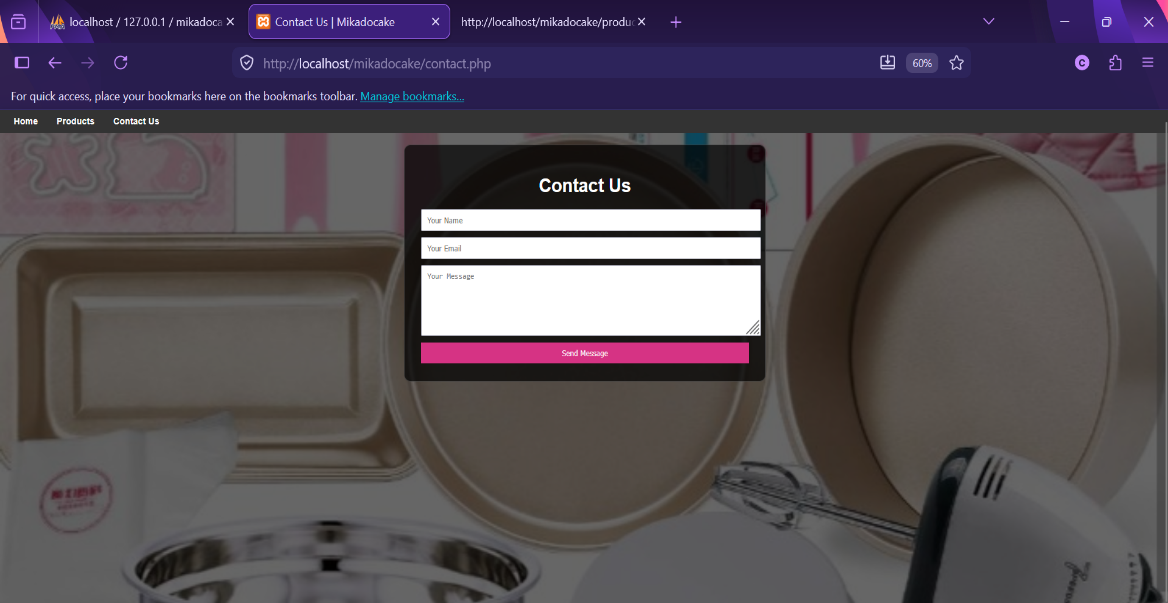 localhost / 127.0.0.1 / mikadoca
Contact Us | Mikadocake
http://localhost/mikadocake/produc
http://localhost/mikadocake/contact.php
60%
C
For quick access, place your bookmarks here on the bookmarks toolbar. Manage bookmarks...
Home
Products
Contact Us
Contact Us
Your Name
Your Email
Your Message
Send Message